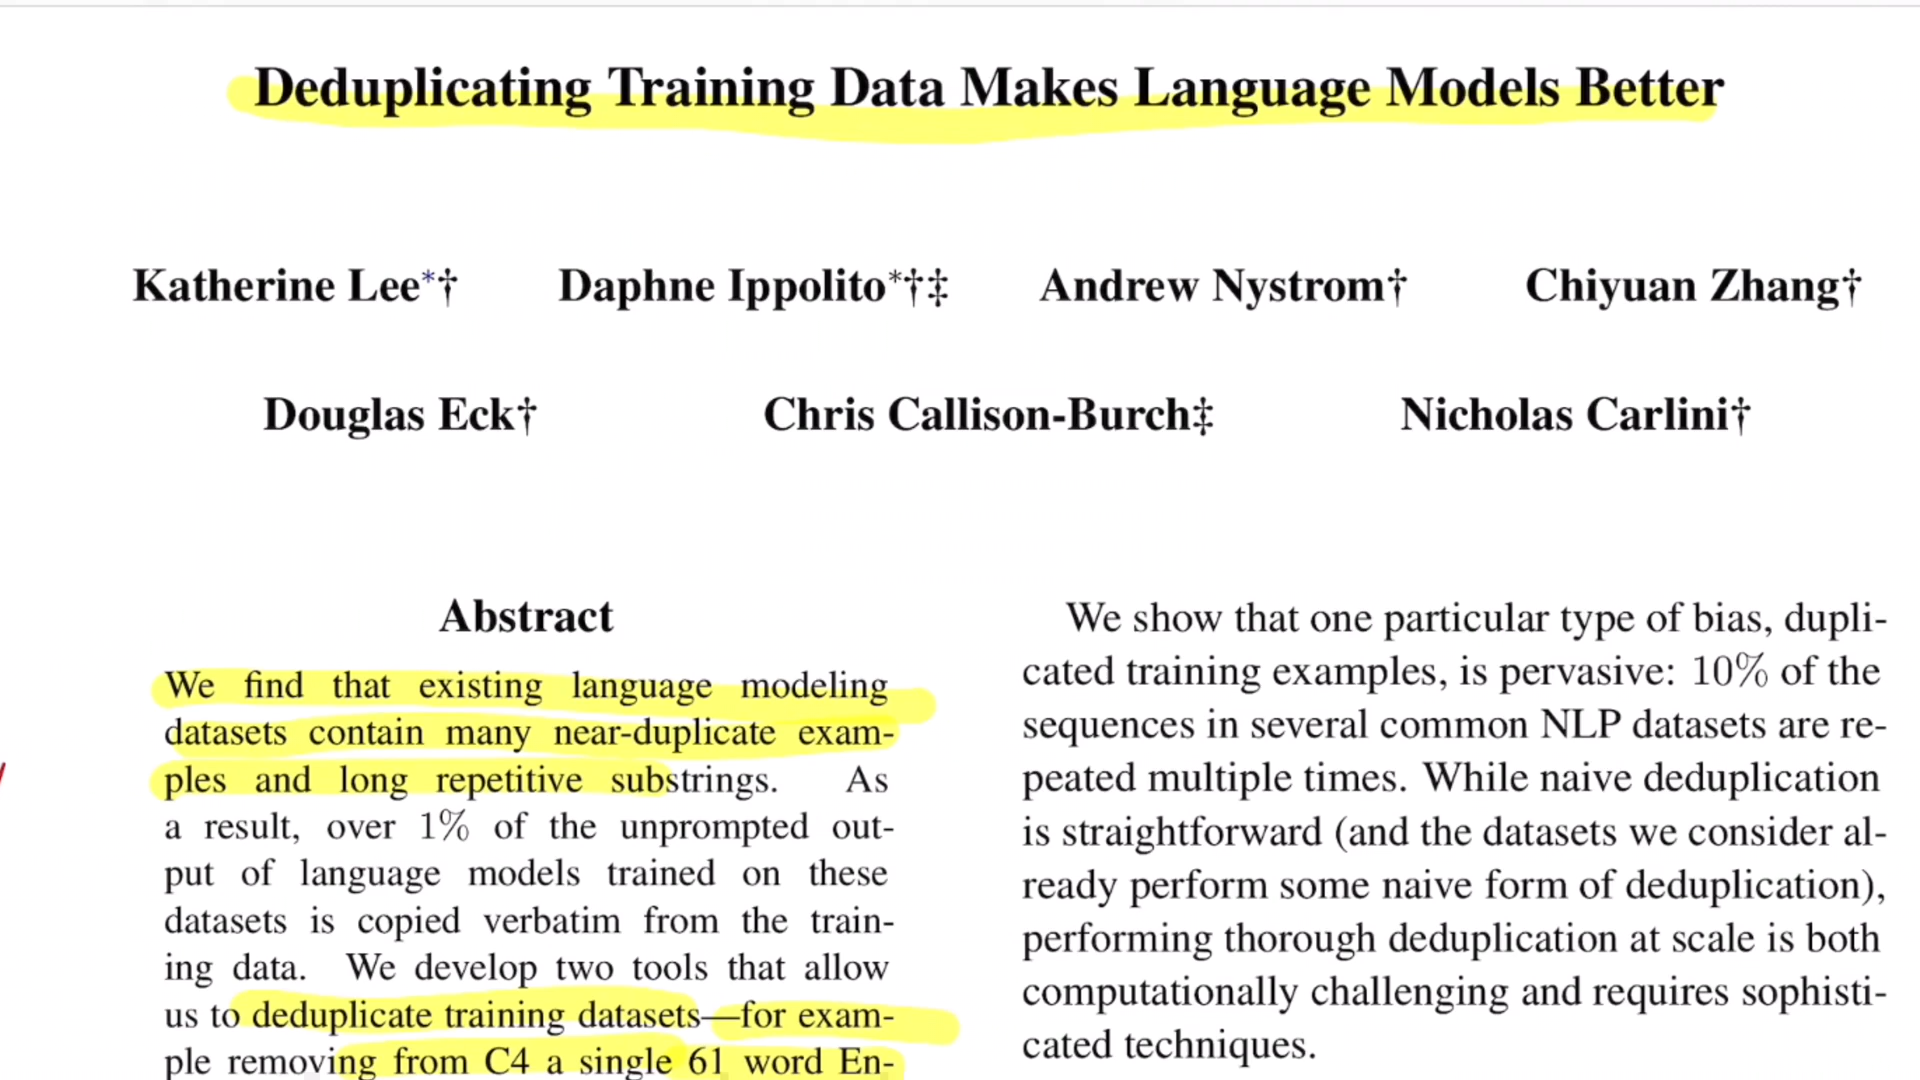 Deduplicating Training Data Makes Language Models Better
Katherine Lee*† Daphne Ippolito*†‡ Andrew Nystrom† Chiyuan Zhang†
Douglas Eck† Chris Callison-Burch‡ Nicholas Carlini†
Abstract
We find that existing language modeling
datasets contain many near-duplicate exam-
ples and long repetitive substrings. As
a result, over 1% of the unprompted out-
put of language models trained on these
datasets is copied verbatim from the train-
ing data. We develop two tools that allow
us to deduplicate training datasets—for exam-
ple removing from C4 a single 61 word En-
We show that one particular type of bias, dupli-
cated training examples, is pervasive: 10% of the
sequences in several common NLP datasets are re-
peated multiple times. While naive deduplication
is straightforward (and the datasets we consider al-
ready perform some naive form of deduplication),
performing thorough deduplication at scale is both
computationally challenging and requires sophisti-
cated techniques.